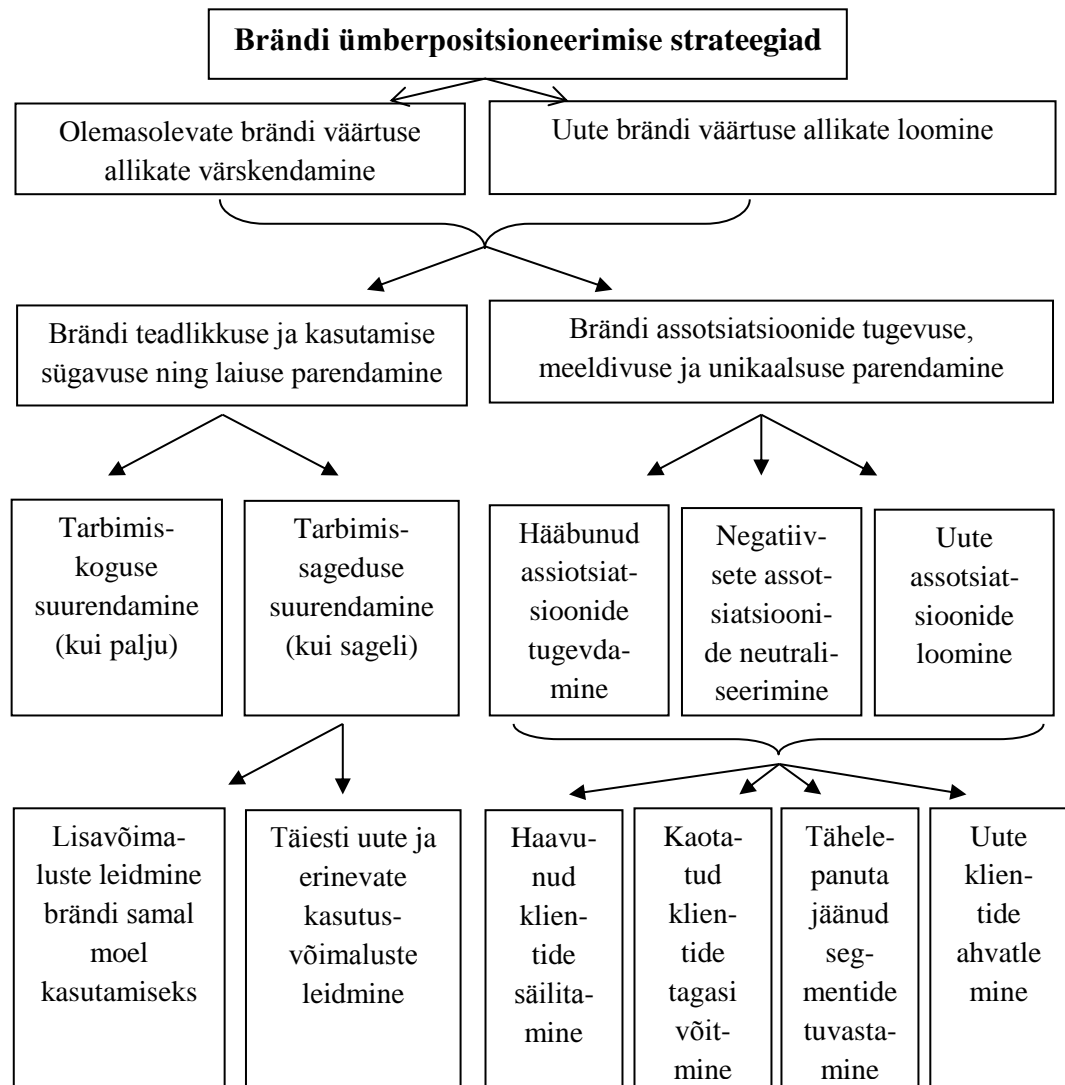 Brändi ümberpositsioneerimise strateegiad
Olemasolevate brändi väärtuse
allikate värskendamine
Uute brändi väärtuse allikate loomine
Brändi teadlikkuse ja kasutamise
sügavuse ning laiuse parendamine
Brändi assotsiatsioonide tugevuse,
meeldivuse ja unikaalsuse parendamine
Tarbimis-
koguse
suurendamine
(kui palju)
Tarbimis-
sageduse
suurendamine
(kui sageli)
Hääbunud
assiotsiat-
sioonide
tugevda-
mine
Negatiiv-
sete assot-
siatsiooni-
de neutrali-
seerimine
Uute
assotsiat-
sioonide
loomine
Lisavõima-
luste leidmine
brändi samal
moel
kasutamiseks
Täiesti uute ja
erinevate
kasutus-
võimaluste
leidmine
Haavu-
nud
klien-
tide
säilita-
mine
Kaota-
tud
klien-
tide
tagasi
võit-
mine
Tähele-
panuta
jäänud
seg-
mentide
tuvasta-
mine
Uute
klien-
tide
ahvatle
mine